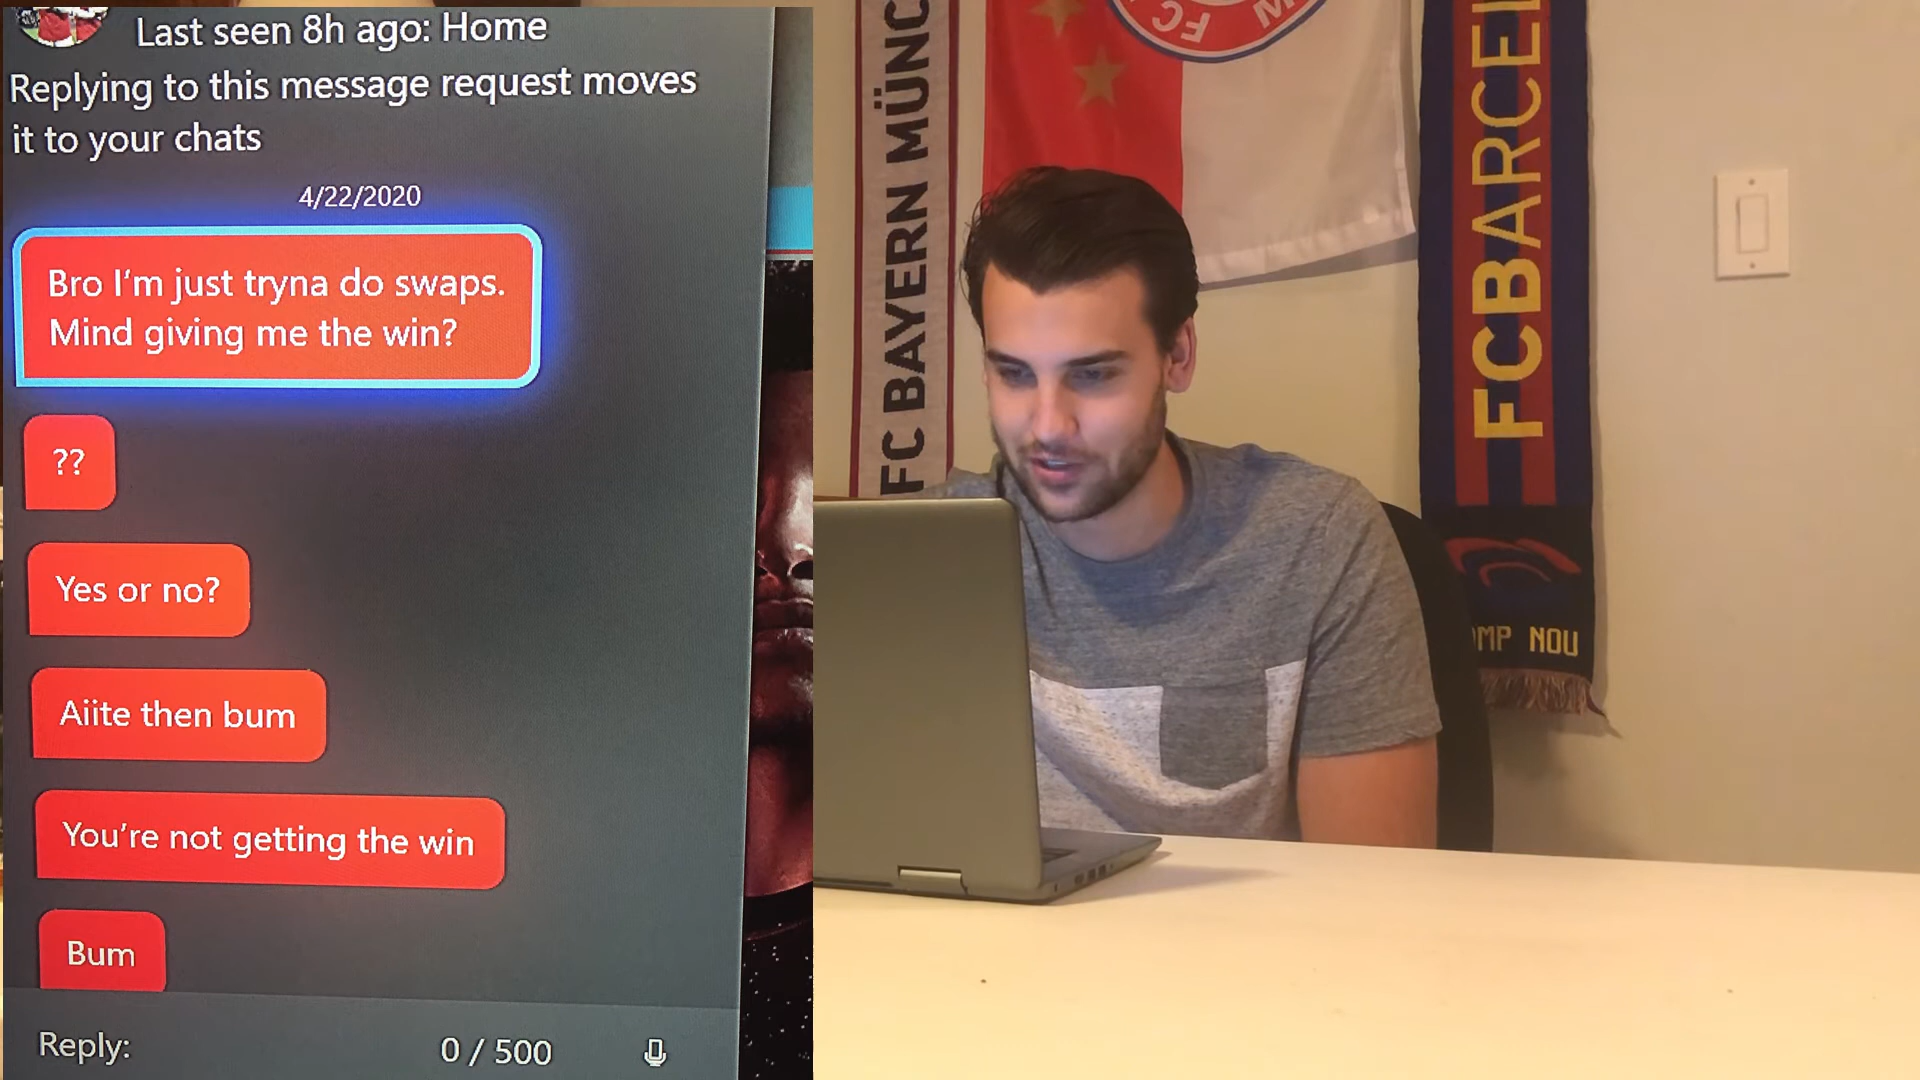 Last seen 8h ago: Home
Replying to this message request moves
it to your chats
4/22/2020
Bro I'm just tryna do swaps.
Mind giving me the win?
??
Yes or no?
Aiite then bum
You're not getting the win
Bum
Reply:
0 / 500
FC BAYERN MÜNC
FC
FCBARCEL
MP NOU